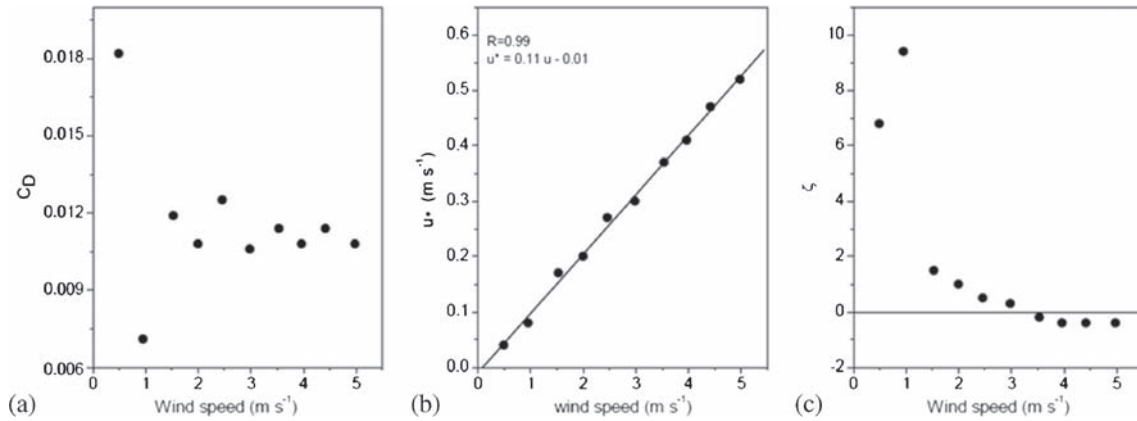 0.018
0.015
0.012
0.009
0.006
C_D
0 1 2 3 4 5
Wind speed (m s⁻¹)
(a)
0.6
0.5
0.4
0.3
0.2
0.1
0.0
u* (m s⁻¹)
R=0.99
u* = 0.11 u - 0.01
0 1 2 3 4 5
wind speed (m s⁻¹)
(b)
10
8
6
4
2
0
-2
ζ
0 1 2 3 4 5
Wind speed (m s⁻¹)
(c)